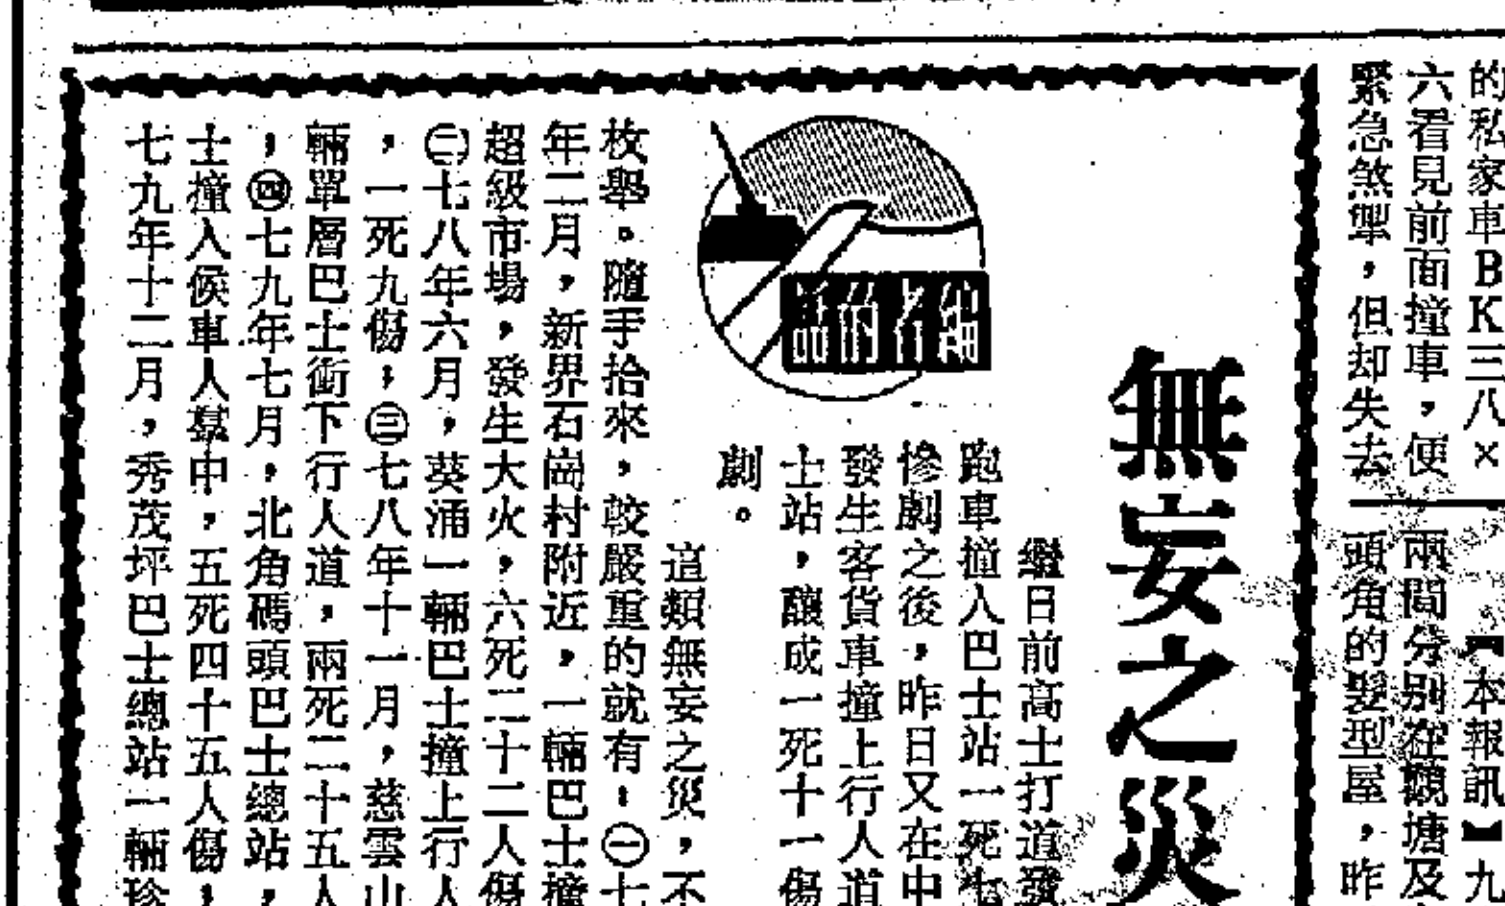 的私家車BK三八×
六看見前面撞車，便
緊急煞掣，但却失去
【本報訊】九
兩間分別在觀塘及
頭角的髮型屋，昨
無妄之災
編者的話
繼日前高士打道發
跑車撞入巴士站一死七
慘劇之後，昨日又在中
發生客貨車撞上行人道
士站，釀成一死十一傷
劇。
這類無妄之災，不
枚舉。隨手拾來，較嚴重的就有：㊀七
年二月，新界石崗村附近，一輛巴士撞
超級市場，發生大火，六死二十二人傷
㊁七八年六月，葵涌一輛巴士撞上行人
，一死九傷；㊂七八年十一月，慈雲山
輛單層巴士衝下行人道，兩死二十五人
，㊃七九年七月，北角碼頭巴士總站，
士撞入候車人羣中，五死四十五人傷，
七九年十二月，秀茂坪巴士總站一輛珍